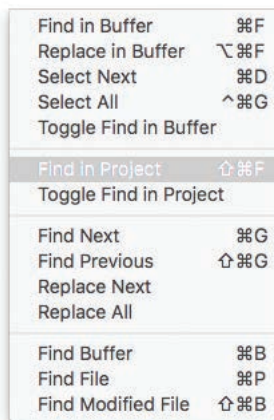 Find in Buffer ⌘F
Replace in Buffer ⌥⌘F
Select Next ⌘D
Select All ^⌘G
Toggle Find in Buffer
Find in Project ⇧⌘F
Toggle Find in Project
Find Next ⌘G
Find Previous ⇧⌘G
Replace Next
Replace All
Find Buffer ⌘B
Find File ⌘P
Find Modified File ⇧⌘B